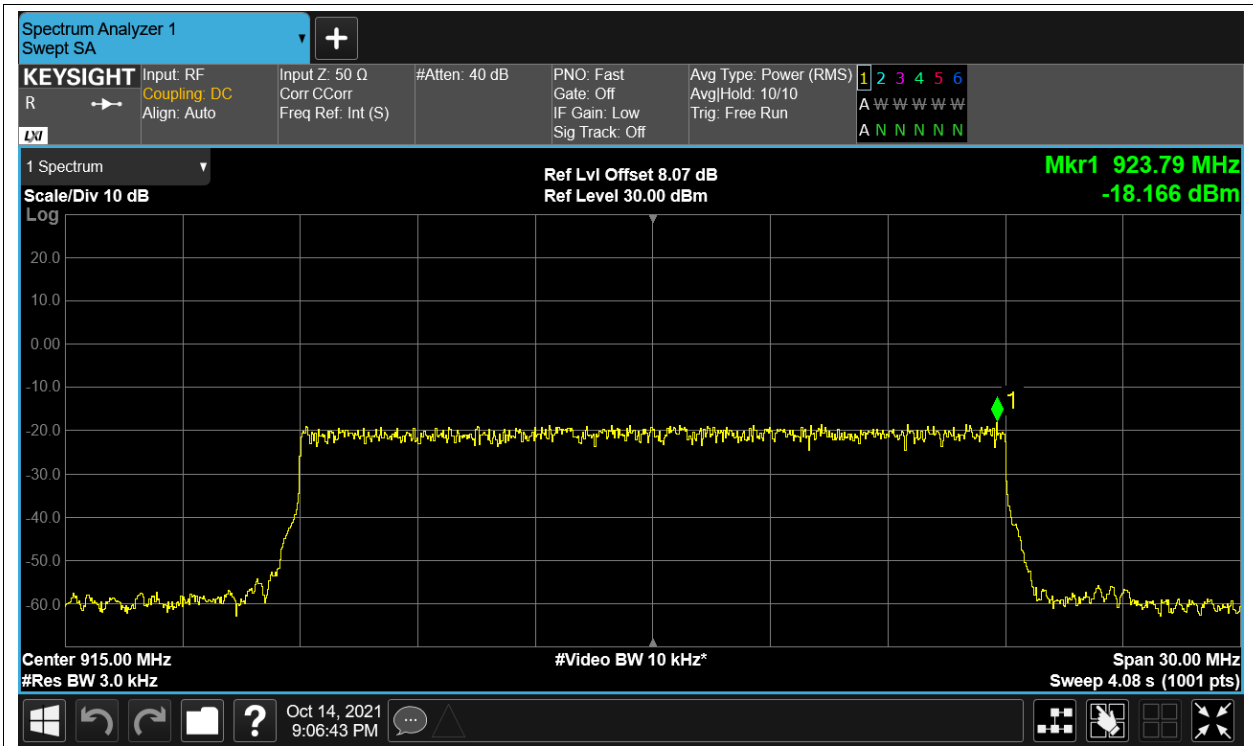 Spectrum Analyzer 1
Swept SA
KEYSIGHT
R
LXI
Input: RF
Coupling: DC
Align: Auto
Input Z: 50 Ω
Corr CCorr
Freq Ref: Int (S)
#Atten: 40 dB
PNO: Fast
Gate: Off
IF Gain: Low
Sig Track: Off
Avg Type: Power (RMS)
Avg|Hold: 10/10
Trig: Free Run
1 2 3 4 5 6
A W W W W W
A N N N N N
1 Spectrum
Scale/Div 10 dB
Log
Ref Lvl Offset 8.07 dB
Ref Level 30.00 dBm
Mkr1 923.79 MHz
-18.166 dBm
20.0
10.0
0.00
-10.0
1
-20.0
-30.0
-40.0
-50.0
-60.0
Center 915.00 MHz
#Res BW 3.0 kHz
#Video BW 10 kHz*
Span 30.00 MHz
Sweep 4.08 s (1001 pts)
?
Oct 14, 2021
9:06:43 PM